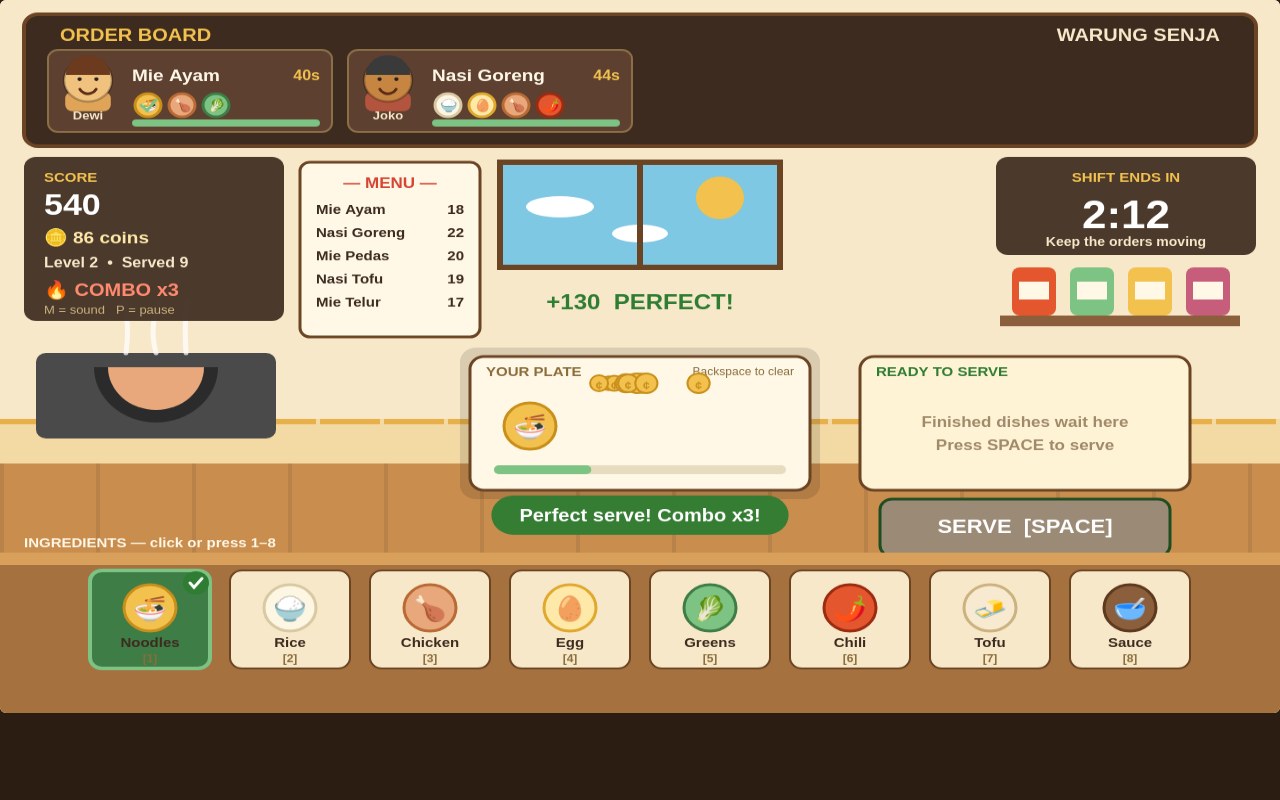 ORDER BOARD
WARUNG SENJA
Mie Ayam 40s
Dewi
Nasi Goreng 44s
Joko
SCORE
540
86 coins
Level 2 • Served 9
COMBO x3
M = sound P = pause
— MENU —
Mie Ayam 18
Nasi Goreng 22
Mie Pedas 20
Nasi Tofu 19
Mie Telur 17
+130 PERFECT!
SHIFT ENDS IN
2:12
Keep the orders moving
YOUR PLATE
Backspace to clear
¢ ¢ ¢ ¢ ¢
READY TO SERVE
Finished dishes wait here
Press SPACE to serve
Perfect serve! Combo x3!
SERVE [SPACE]
INGREDIENTS — click or press 1–8
Noodles
[1]
Rice
[2]
Chicken
[3]
Egg
[4]
Greens
[5]
Chili
[6]
Tofu
[7]
Sauce
[8]